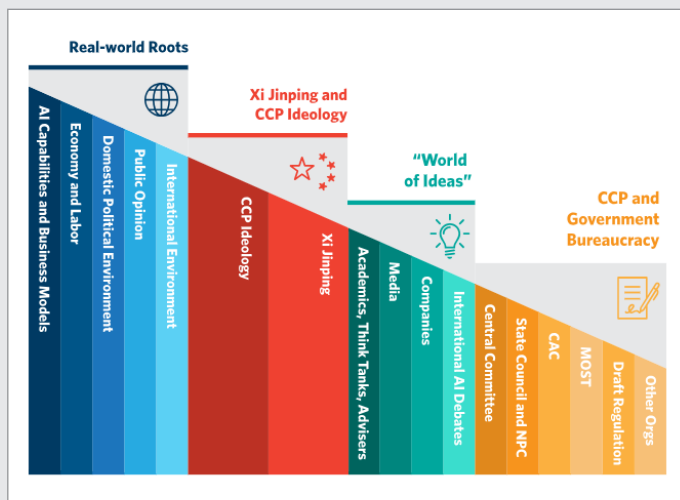 Real-world Roots
AI Capabilities and Business Models
Economy and Labor
Domestic Political Environment
Public Opinion
International Environment
Xi Jinping and
CCP Ideology
CCP Ideology
Xi Jinping
“World
of Ideas”
Academics, Think Tanks, Advisers
Media
Companies
International AI Debates
CCP and
Government
Bureaucracy
Central Committee
State Council and NPC
CAC
MOST
Draft Regulation
Other Orgs